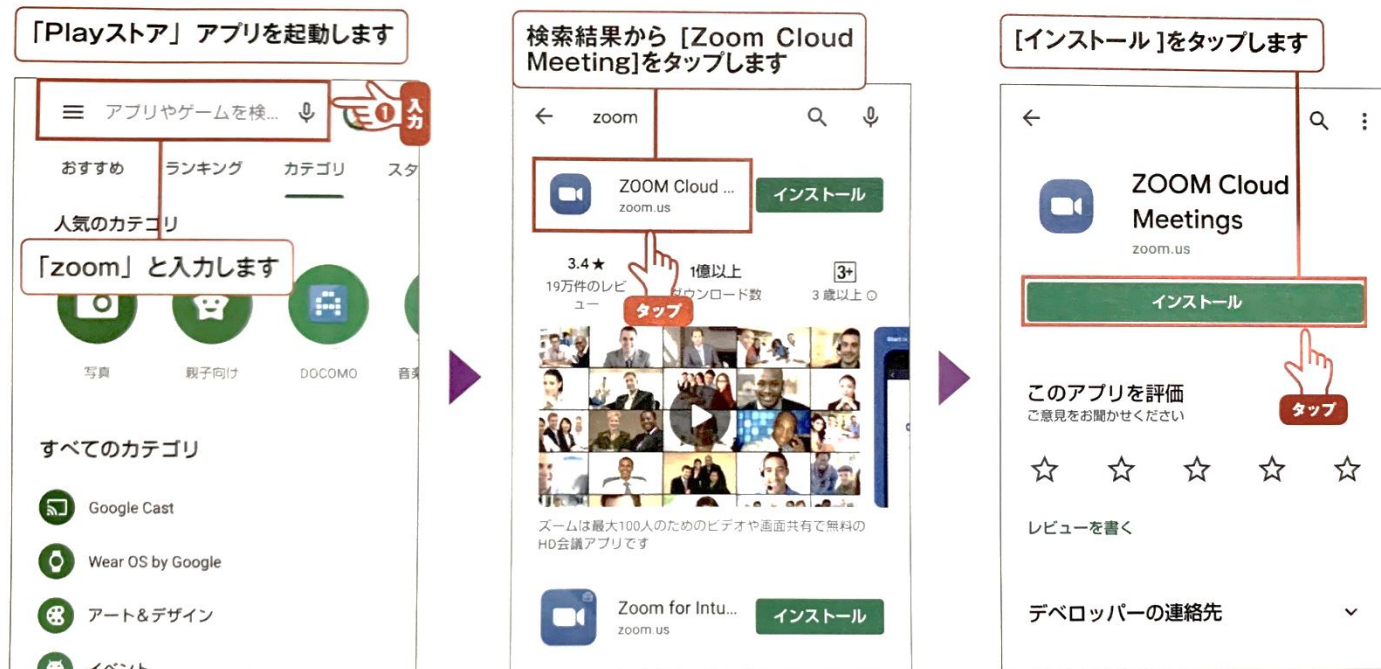 「Playストア」アプリを起動します
アプリやゲームを検...
1
入力
おすすめ
ランキング
カテゴリ
スタ
人気のカテゴリ
「zoom」と入力します
写真
親子向け
DOCOMO
音楽
すべてのカテゴリ
Google Cast
Wear OS by Google
アート&デザイン
イベント
検索結果から [Zoom Cloud
Meeting]をタップします
zoom
ZOOM Cloud ...
zoom.us
インストール
3.4★
19万件のレビ
ュー
1億以上
ダウンロード数
3+
3 歳以上
タップ
ズームは最大100人のためのビデオや画面共有で無料の
HD会議アプリです
Zoom for Intu...
zoom.us
インストール
[インストール]をタップします
ZOOM Cloud
Meetings
zoom.us
インストール
タップ
このアプリを評価
ご意見をお聞かせください
レビューを書く
デベロッパーの連絡先